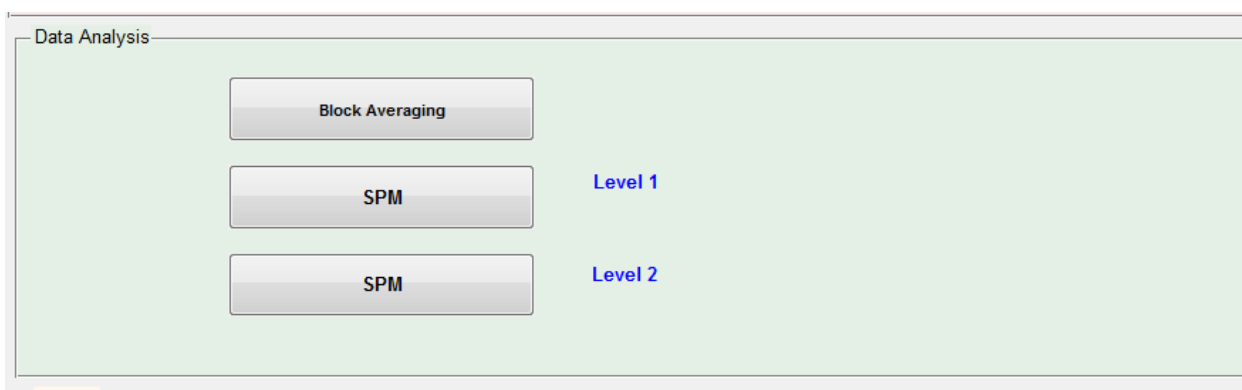 Data Analysis
Block Averaging
SPM
Level 1
SPM
Level 2